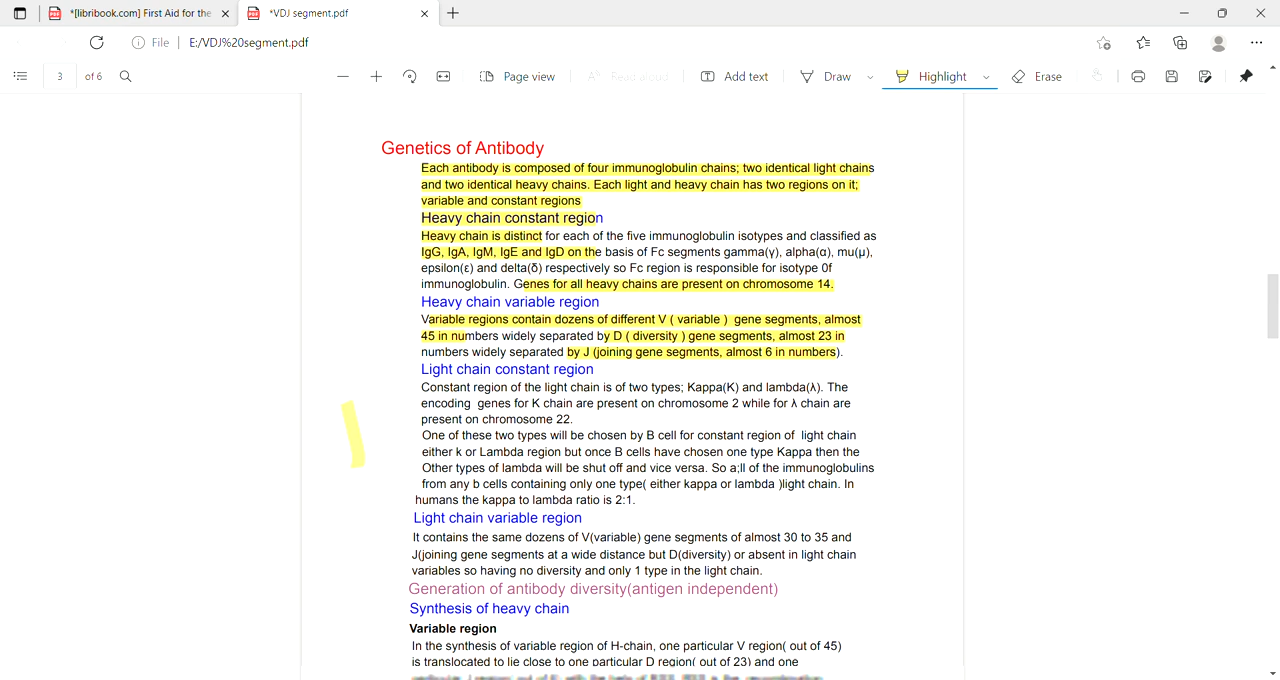 *[libribook.com] First Aid for the
*VDJ segment.pdf
File
E:/VDJ%20segment.pdf
3 of 6
Page view
Read aloud
Add text
Draw
Highlight
Erase
Genetics of Antibody
Each antibody is composed of four immunoglobulin chains; two identical light chains
and two identical heavy chains. Each light and heavy chain has two regions on it;
variable and constant regions
Heavy chain constant region
Heavy chain is distinct for each of the five immunoglobulin isotypes and classified as
IgG, IgA, IgM, IgE and IgD on the basis of Fc segments gamma(γ), alpha(α), mu(μ),
epsilon(ε) and delta(δ) respectively so Fc region is responsible for isotype 0f
immunoglobulin. Genes for all heavy chains are present on chromosome 14.
Heavy chain variable region
Variable regions contain dozens of different V ( variable ) gene segments, almost
45 in numbers widely separated by D ( diversity ) gene segments, almost 23 in
numbers widely separated by J (joining gene segments, almost 6 in numbers).
Light chain constant region
Constant region of the light chain is of two types; Kappa(K) and lambda(λ). The
encoding genes for K chain are present on chromosome 2 while for λ chain are
present on chromosome 22.
One of these two types will be chosen by B cell for constant region of light chain
either k or Lambda region but once B cells have chosen one type Kappa then the
Other types of lambda will be shut off and vice versa. So a;ll of the immunoglobulins
from any b cells containing only one type( either kappa or lambda )light chain. In
humans the kappa to lambda ratio is 2:1.
Light chain variable region
It contains the same dozens of V(variable) gene segments of almost 30 to 35 and
J(joining gene segments at a wide distance but D(diversity) or absent in light chain
variables so having no diversity and only 1 type in the light chain.
Generation of antibody diversity(antigen independent)
Synthesis of heavy chain
Variable region
In the synthesis of variable region of H-chain, one particular V region( out of 45)
is translocated to lie close to one particular D region( out of 23) and one